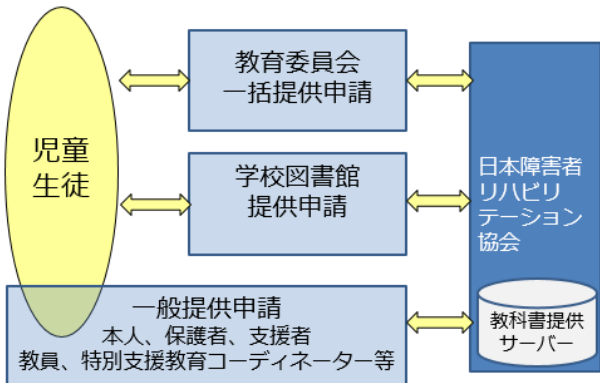 児童
生徒
教育委員会
一括提供申請
学校図書館
提供申請
一般提供申請
本人、保護者、支援者
教員、特別支援教育コーディネーター等
日本障害者
リハビリ
テーション
協会
教科書提供
サーバー